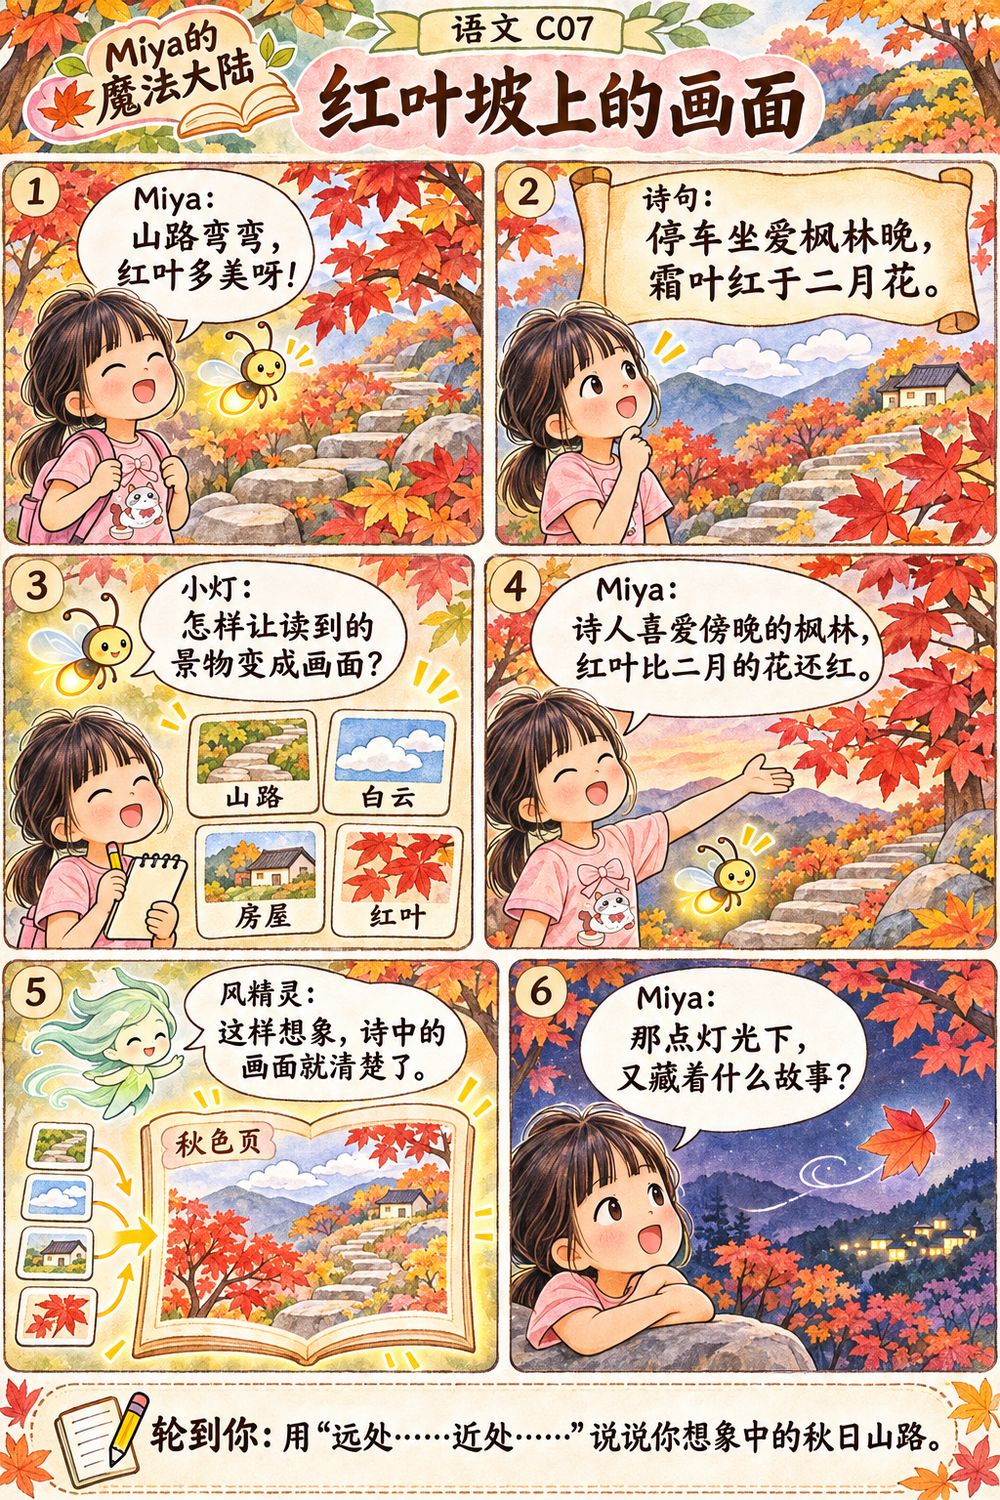 Miya的
魔法大陆
语文 C07
红叶坡上的画面
1
Miya：
山路弯弯，
红叶多美呀！
2
诗句：
停车坐爱枫林晚，
霜叶红于二月花。
3
小灯：
怎样让读到的
景物变成画面？
山路
白云
房屋
红叶
4
Miya：
诗人喜爱傍晚的枫林，
红叶比二月的花还红。
5
风精灵：
这样想象，诗中的
画面就清楚了。
秋色页
6
Miya：
那点灯光下，
又藏着什么故事？
轮到你：用“远处……近处……”说说你想象中的秋日山路。